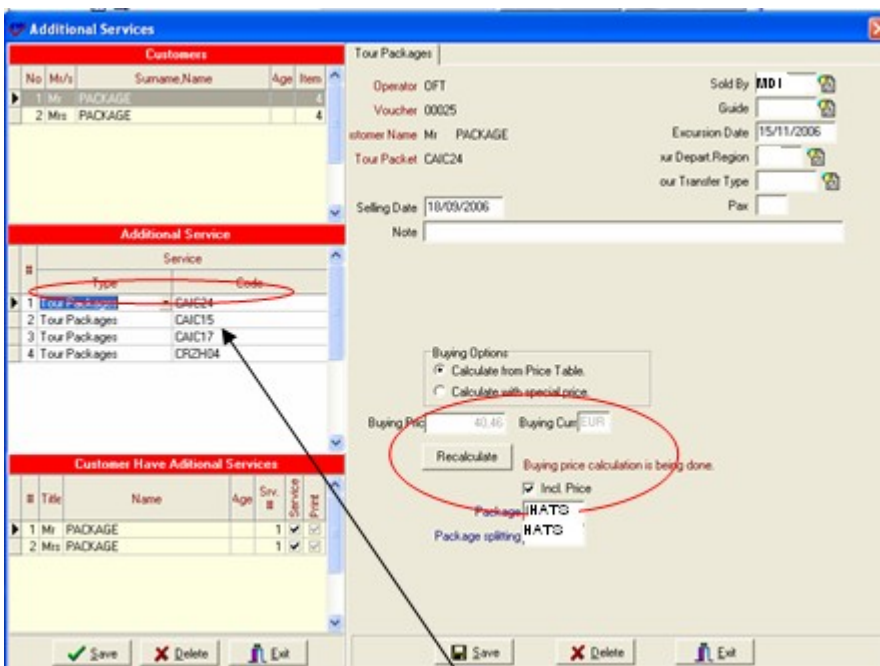 Additional Services
Customers
No Mr/s Surname,Name Age Item
1 Mr PACKAGE 4
2 Mrs PACKAGE 4
Additional Service
# Service
Type Code
1 Tour Packages CAIC24
2 Tour Packages CAIC15
3 Tour Packages CAIC17
4 Tour Packages CRZH04
Customer Have Aditional Services
# Title Name Age Srv. # Service Print
1 Mr PACKAGE 1
2 Mrs PACKAGE 1
Save Delete Exit
Tour Packages
Operator OFT
Sold By MDI
Voucher 00025
Guide
stomer Name Mr PACKAGE
Excursion Date 15/11/2006
Tour Packet CAIC24
ur Depart.Region
our Transfer Type
Selling Date 18/09/2006
Pax
Note
Buying Options
Calculate from Price Table.
Calculate with special price.
Buying Pric 40,46 Buying Curr EUR
Recalculate
Buying price calculation is being done.
Incl. Price
Package HATS
Package splitting HATS
Save Delete Exit